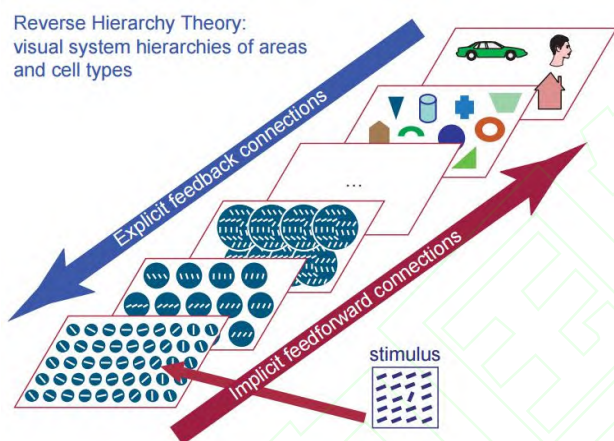 Reverse Hierarchy Theory:
visual system hierarchies of areas
and cell types
Explicit feedback connections
...
Implicit feedforward connections
stimulus